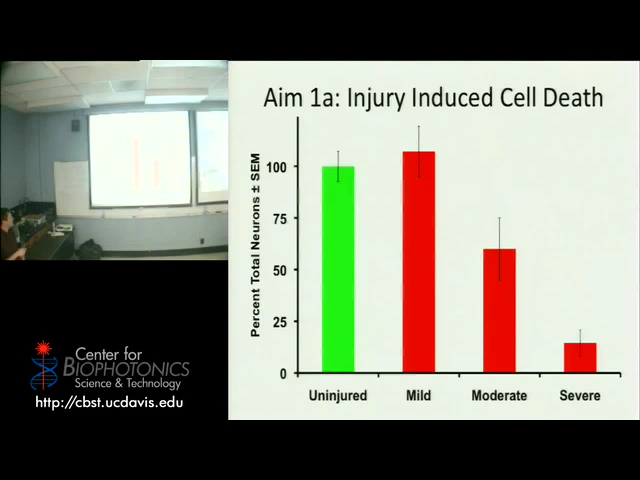 Aim 1a: Injury Induced Cell Death
Percent Total Neurons ± SEM
100
75
50
25
0
Uninjured Mild Moderate Severe
Center for
BIOPHOTONICS
Science & Technology
http://cbst.ucdavis.edu